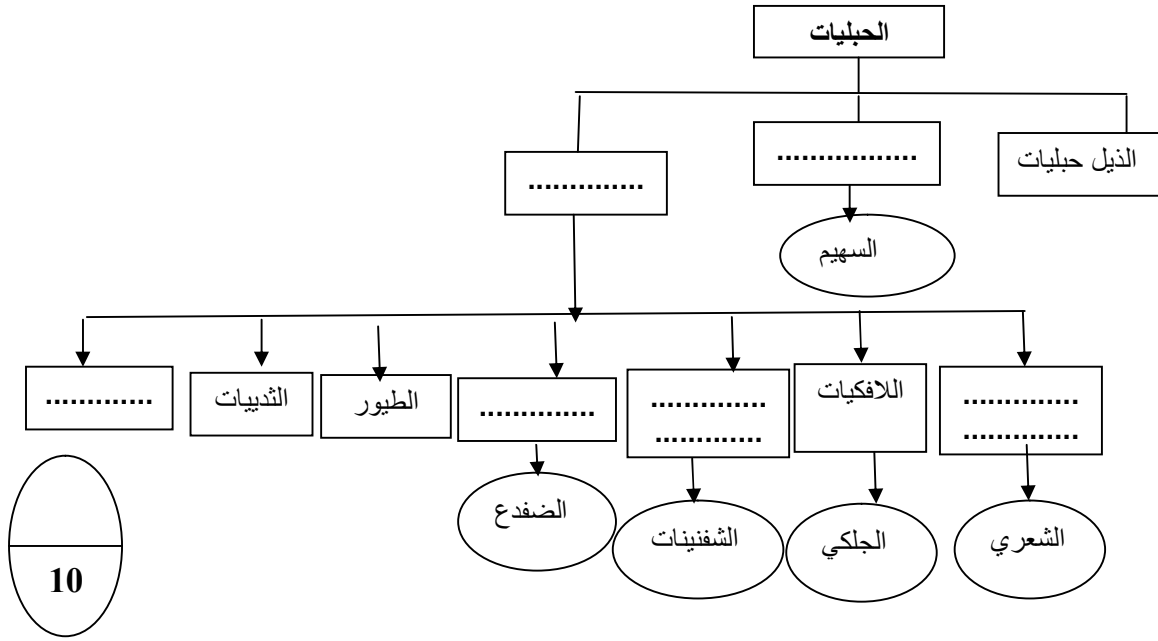 الحبليات
الذيل حبليات
.................
..............
السهيم
..............
..............
اللافكيات
..............
.............
..............
الطيور
الثدييات
.............
الشعري
الجلكي
الشفنينات
الضفدع
10